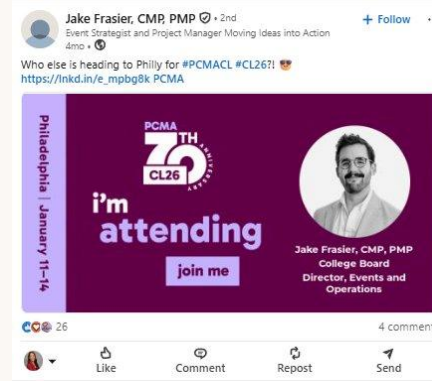 Jake Frasier, CMP, PMP • 2nd
+ Follow
Event Strategist and Project Manager Moving Ideas into Action
4mo •
Who else is heading to Philly for #PCMACL #CL26?!
https://lnkd.in/e_mpbg8k PCMA
Philadelphia | January 11–14
PCMA
70TH
ANNIVERSARY
CL26
i'm
attending
join me
Jake Frasier, CMP, PMP
College Board
Director, Events and
Operations
26
4 comment
Like
Comment
Repost
Send